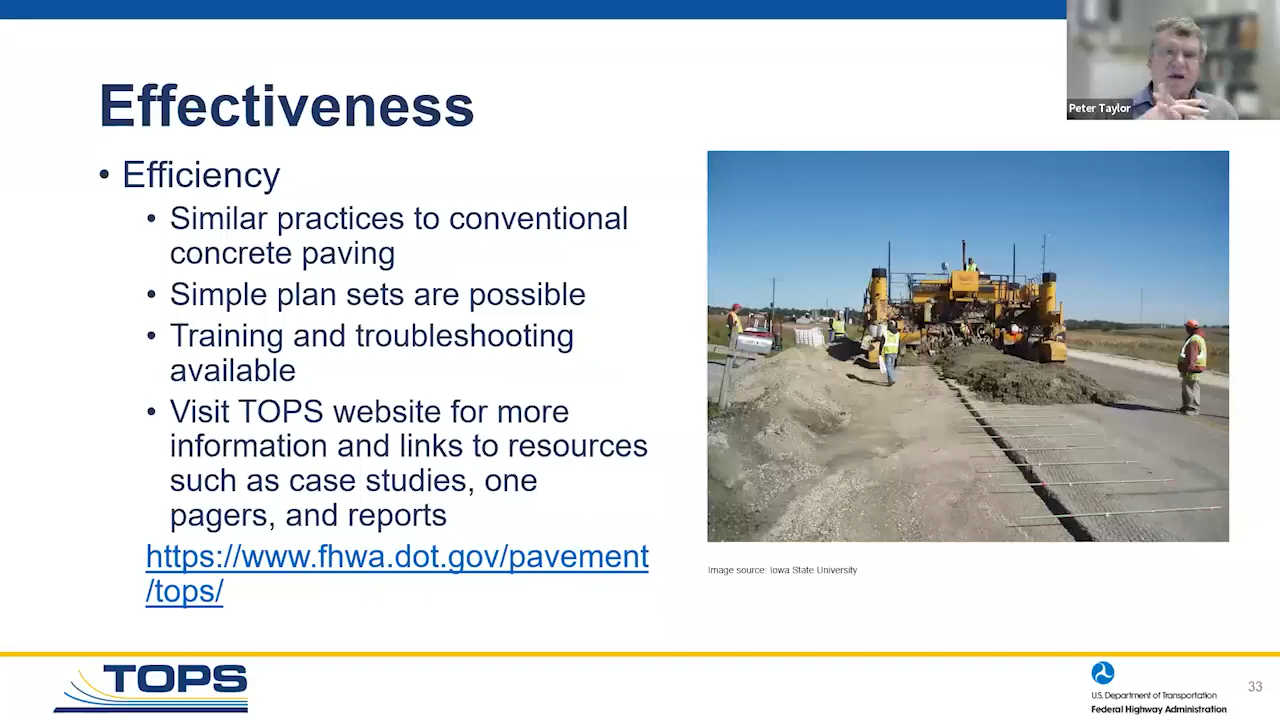 Peter Taylor
Effectiveness
• Efficiency
• Similar practices to conventional
concrete paving
• Simple plan sets are possible
• Training and troubleshooting
available
• Visit TOPS website for more
information and links to resources
such as case studies, one
pagers, and reports
https://www.fhwa.dot.gov/pavement
/tops/
Image source: Iowa State University
TOPS
U.S. Department of Transportation
Federal Highway Administration
33